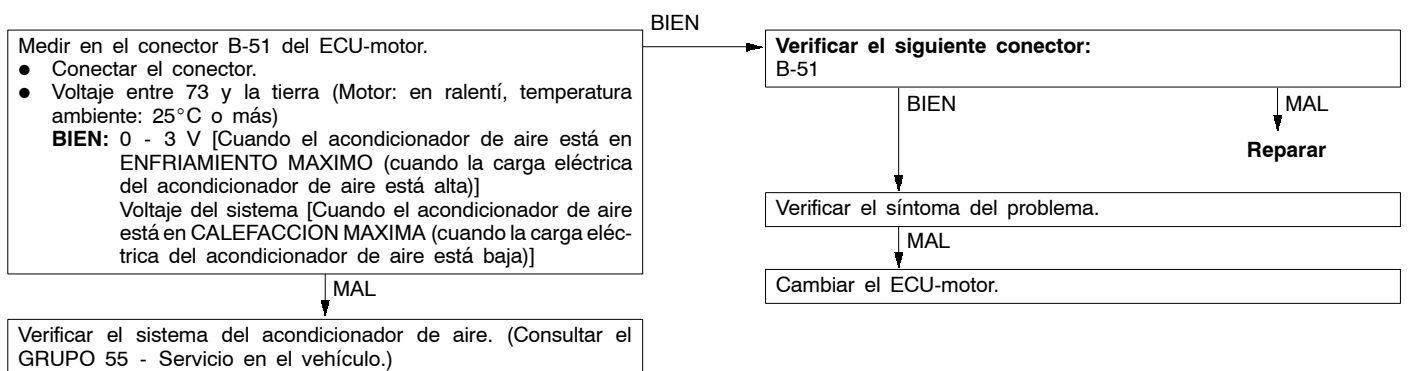 BIEN
Medir en el conector B-51 del ECU-motor.
● Conectar el conector.
● Voltaje entre 73 y la tierra (Motor: en ralentí, temperatura
ambiente: 25°C o más)
BIEN: 0 - 3 V [Cuando el acondicionador de aire está en
ENFRIAMIENTO MAXIMO (cuando la carga eléctrica
del acondicionador de aire está alta)]
Voltaje del sistema [Cuando el acondicionador de aire
está en CALEFACCION MAXIMA (cuando la carga eléc-
trica del acondicionador de aire está baja)]
MAL
Verificar el sistema del acondicionador de aire. (Consultar el
GRUPO 55 - Servicio en el vehículo.)
Verificar el siguiente conector:
B-51
BIEN
MAL
Reparar
Verificar el síntoma del problema.
MAL
Cambiar el ECU-motor.